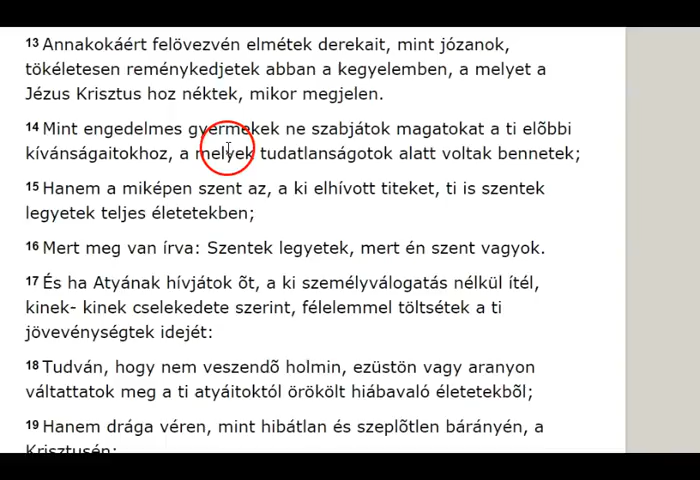 13 Annakokáért felövezvén elmétek derekait, mint józanok,
tökéletesen reménykedjetek abban a kegyelemben, a melyet a
Jézus Krisztus hoz néktek, mikor megjelen.
14 Mint engedelmes gyermekek ne szabjátok magatokat a ti elõbbi
kívánságaitokhoz, a melyek tudatlanságotok alatt voltak bennetek;
15 Hanem a miképen szent az, a ki elhívott titeket, ti is szentek
legyetek teljes életetekben;
16 Mert meg van írva: Szentek legyetek, mert én szent vagyok.
17 És ha Atyának hívjátok õt, a ki személyválogatás nélkül ítél,
kinek- kinek cselekedete szerint, félelemmel töltsétek a ti
jövevénységtek idejét:
18 Tudván, hogy nem veszendõ holmin, ezüstön vagy aranyon
váltattatok meg a ti atyáitoktól örökölt hiábavaló életetekbõl;
19 Hanem drága véren, mint hibátlan és szeplõtlen bárányén, a
Krisztusén: